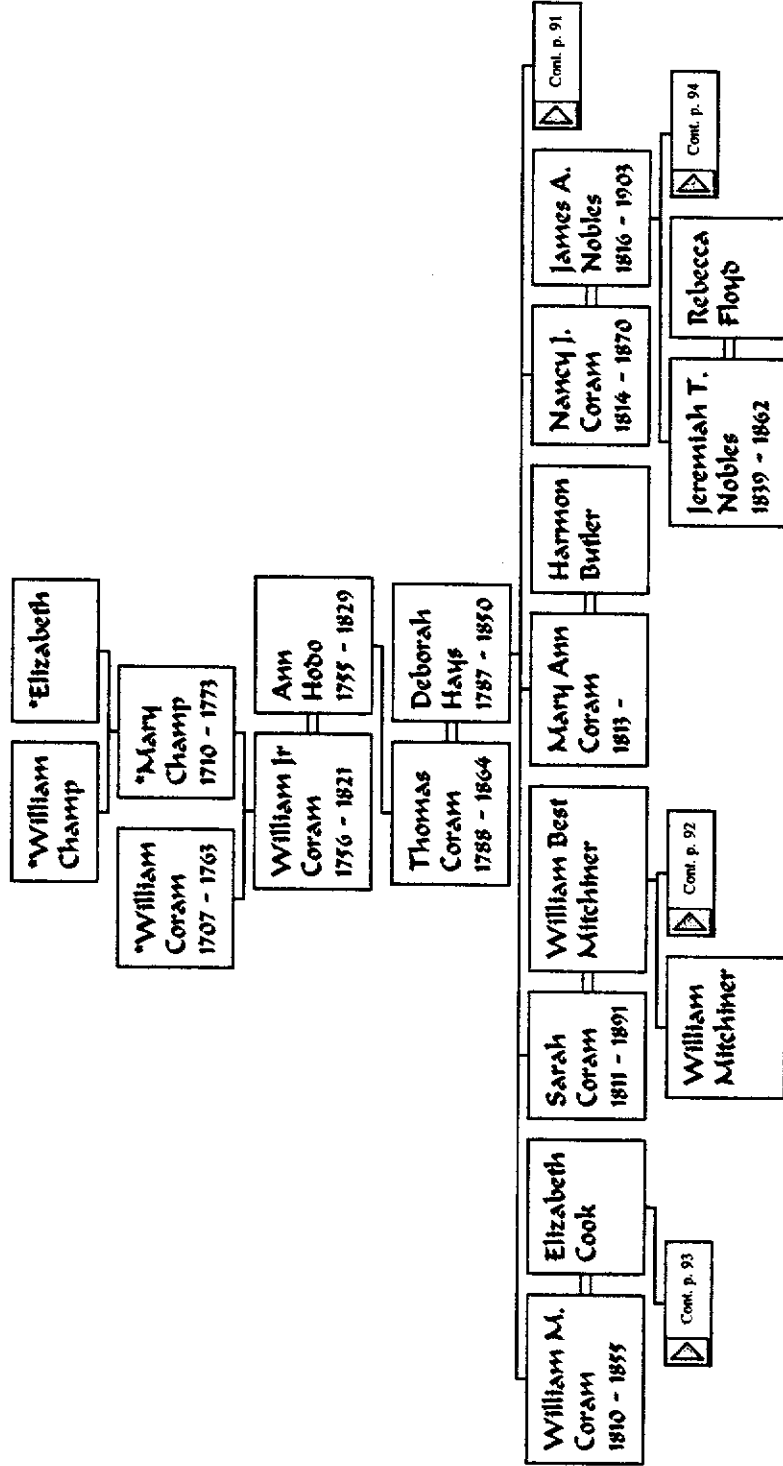 *William
Champ
*Elizabeth
*William
Coram
1707 - 1763
*Mary
Champ
1710 - 1773
William Jr
Coram
1756 - 1821
Ann
Hobo
1755 - 1829
Thomas
Coram
1788 - 1864
Deborah
Hays
1787 - 1850
William M.
Coram
1810 - 1855
Elizabeth
Cook
Sarah
Coram
1811 - 1891
William Best
Mitchiner
Mary Ann
Coram
1813 -
Harmon
Butler
Nancy J.
Coram
1814 - 1870
James A.
Nobles
1816 - 1903
Cont. p. 91
Cont. p. 93
William
Mitchiner
Cont. p. 92
Jeremiah T.
Nobles
1839 - 1862
Rebecca
Floyd
Cont. p. 94